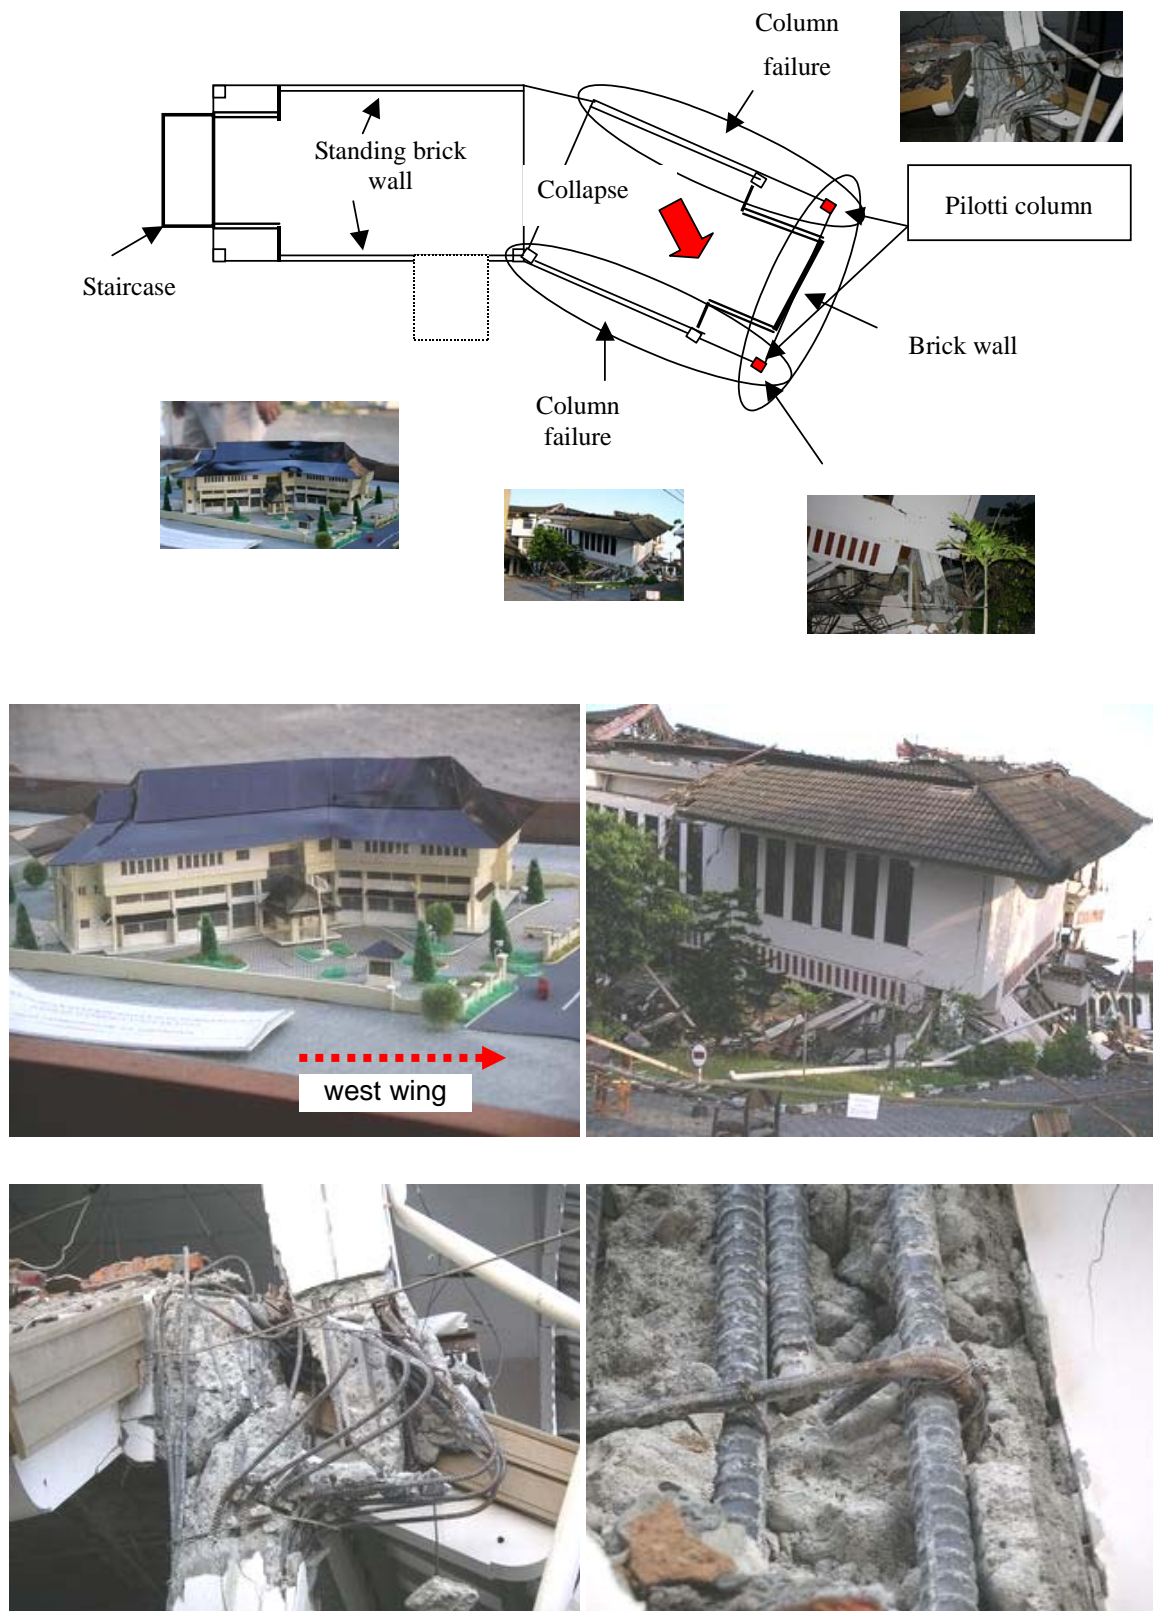 Column
failure
Standing brick
wall
Collapse
Pilotti column
Staircase
Brick wall
Column
failure
west wing